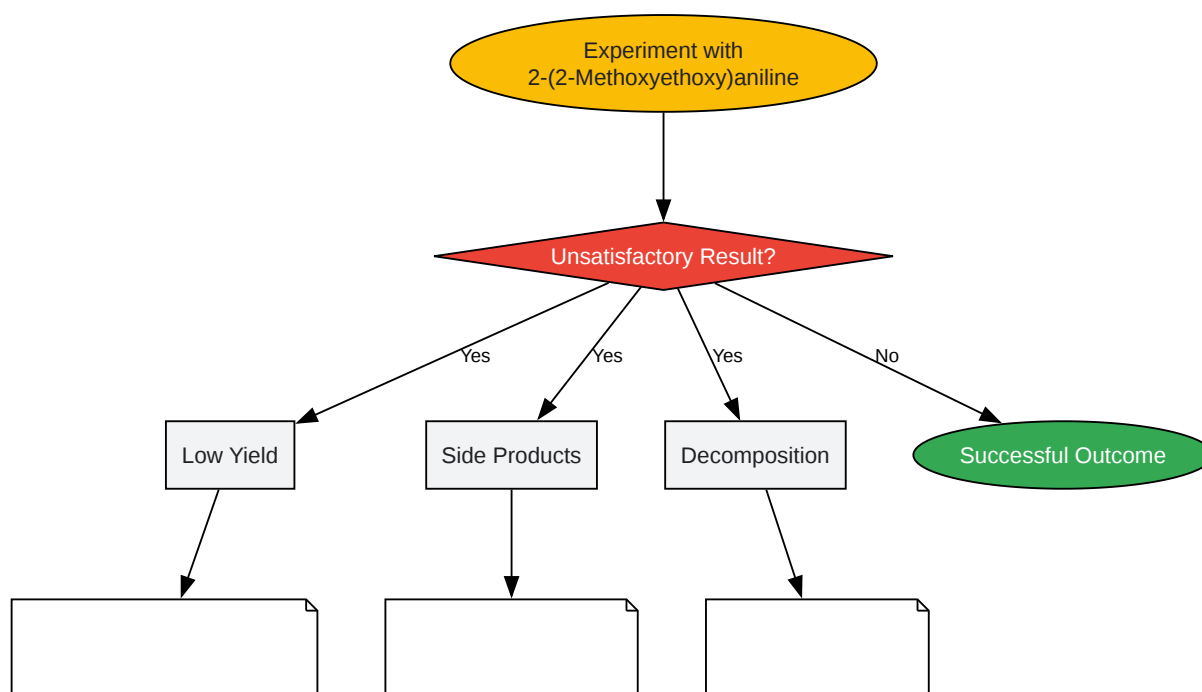 Experiment with
2-(2-Methoxyethoxy)aniline
Unsatisfactory Result?
Yes
Yes
Yes
No
Low Yield
Side Products
Decomposition
Successful Outcome